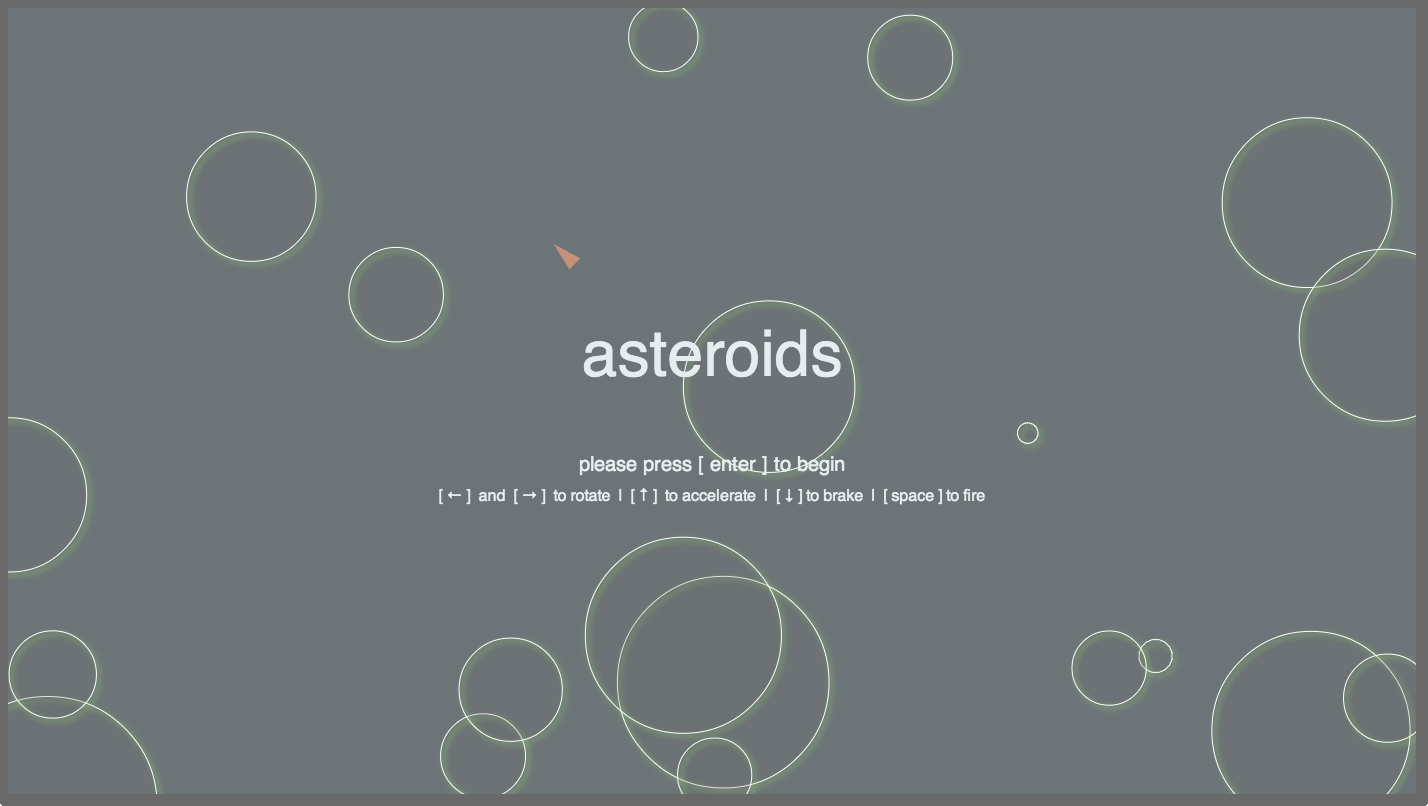 asteroids
please press [ enter ] to begin
[ ← ] and [ → ] to rotate | [ ↑ ] to accelerate | [ ↓ ] to brake | [ space ] to fire